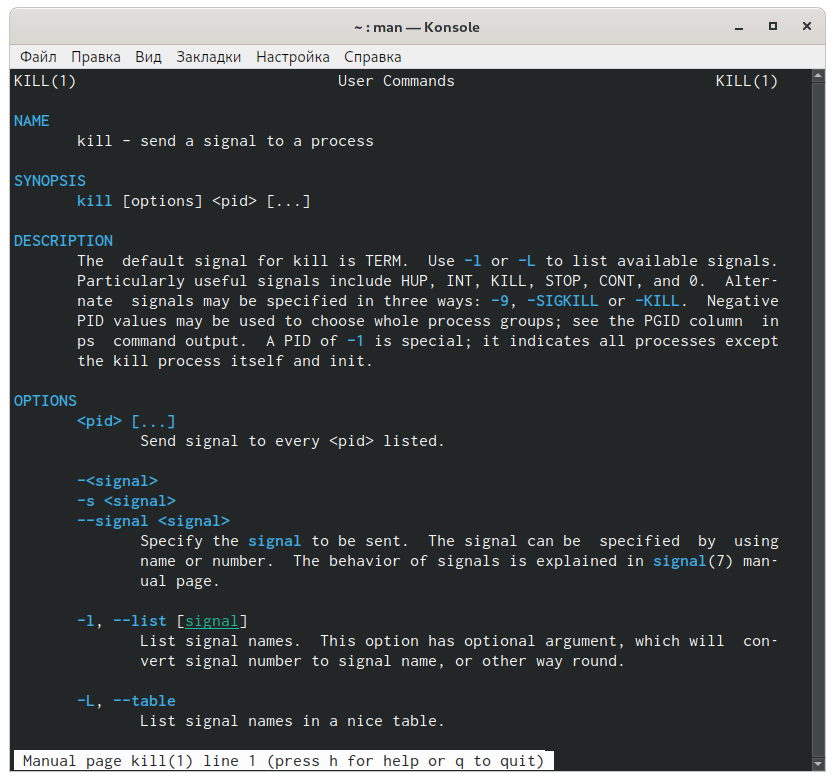 ~ : man — Konsole
Файл Правка Вид Закладки Настройка Справка
KILL(1) User Commands KILL(1)
NAME
kill - send a signal to a process
SYNOPSIS
kill [options] <pid> [...]
DESCRIPTION
The  default signal for kill is TERM.  Use -l or -L to list available signals.
Particularly useful signals include HUP, INT, KILL, STOP, CONT, and 0.  Alter-
nate  signals may be specified in three ways: -9, -SIGKILL or -KILL.  Negative
PID values may be used to choose whole process groups; see the PGID column  in
ps  command output.  A PID of -1 is special; it indicates all processes except
the kill process itself and init.
OPTIONS
<pid> [...]
Send signal to every <pid> listed.
-<signal>
-s <signal>
--signal <signal>
Specify the signal to be sent.  The signal can be  specified  by  using
name or number.  The behavior of signals is explained in signal(7) man-
ual page.
-l, --list [signal]
List signal names.  This option has optional argument, which will  con-
vert signal number to signal name, or other way round.
-L, --table
List signal names in a nice table.
Manual page kill(1) line 1 (press h for help or q to quit)